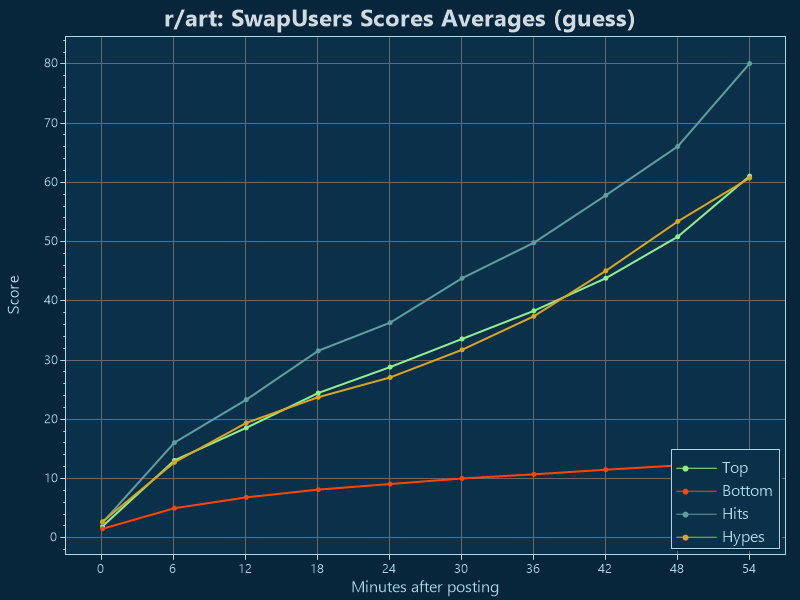 r/art: SwapUsers Scores Averages (guess)
80
70
60
50
40
30
20
10
0
Score
Top
Bottom
Hits
Hypes
0 6 12 18 24 30 36 42 48 54
Minutes after posting